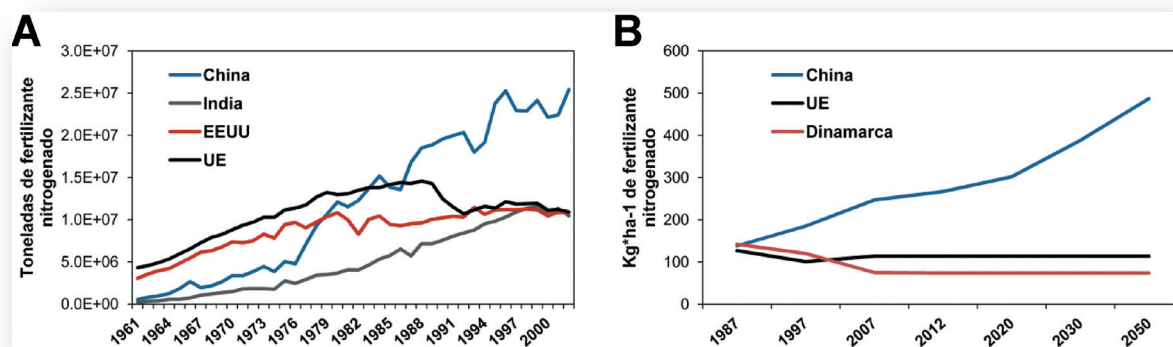 A
Toneladas de fertilizante
nitrogenado
3.0E+07
2.5E+07
2.0E+07
1.5E+07
1.0E+07
5.0E+06
0.0E+00
China
India
EEUU
UE
1961
1964
1967
1970
1973
1976
1979
1982
1985
1988
1991
1994
1997
2000
B
Kg*ha-1 de fertilizante
nitrogenado
600
500
400
300
200
100
0
China
UE
Dinamarca
1987
1997
2007
2012
2020
2030
2050